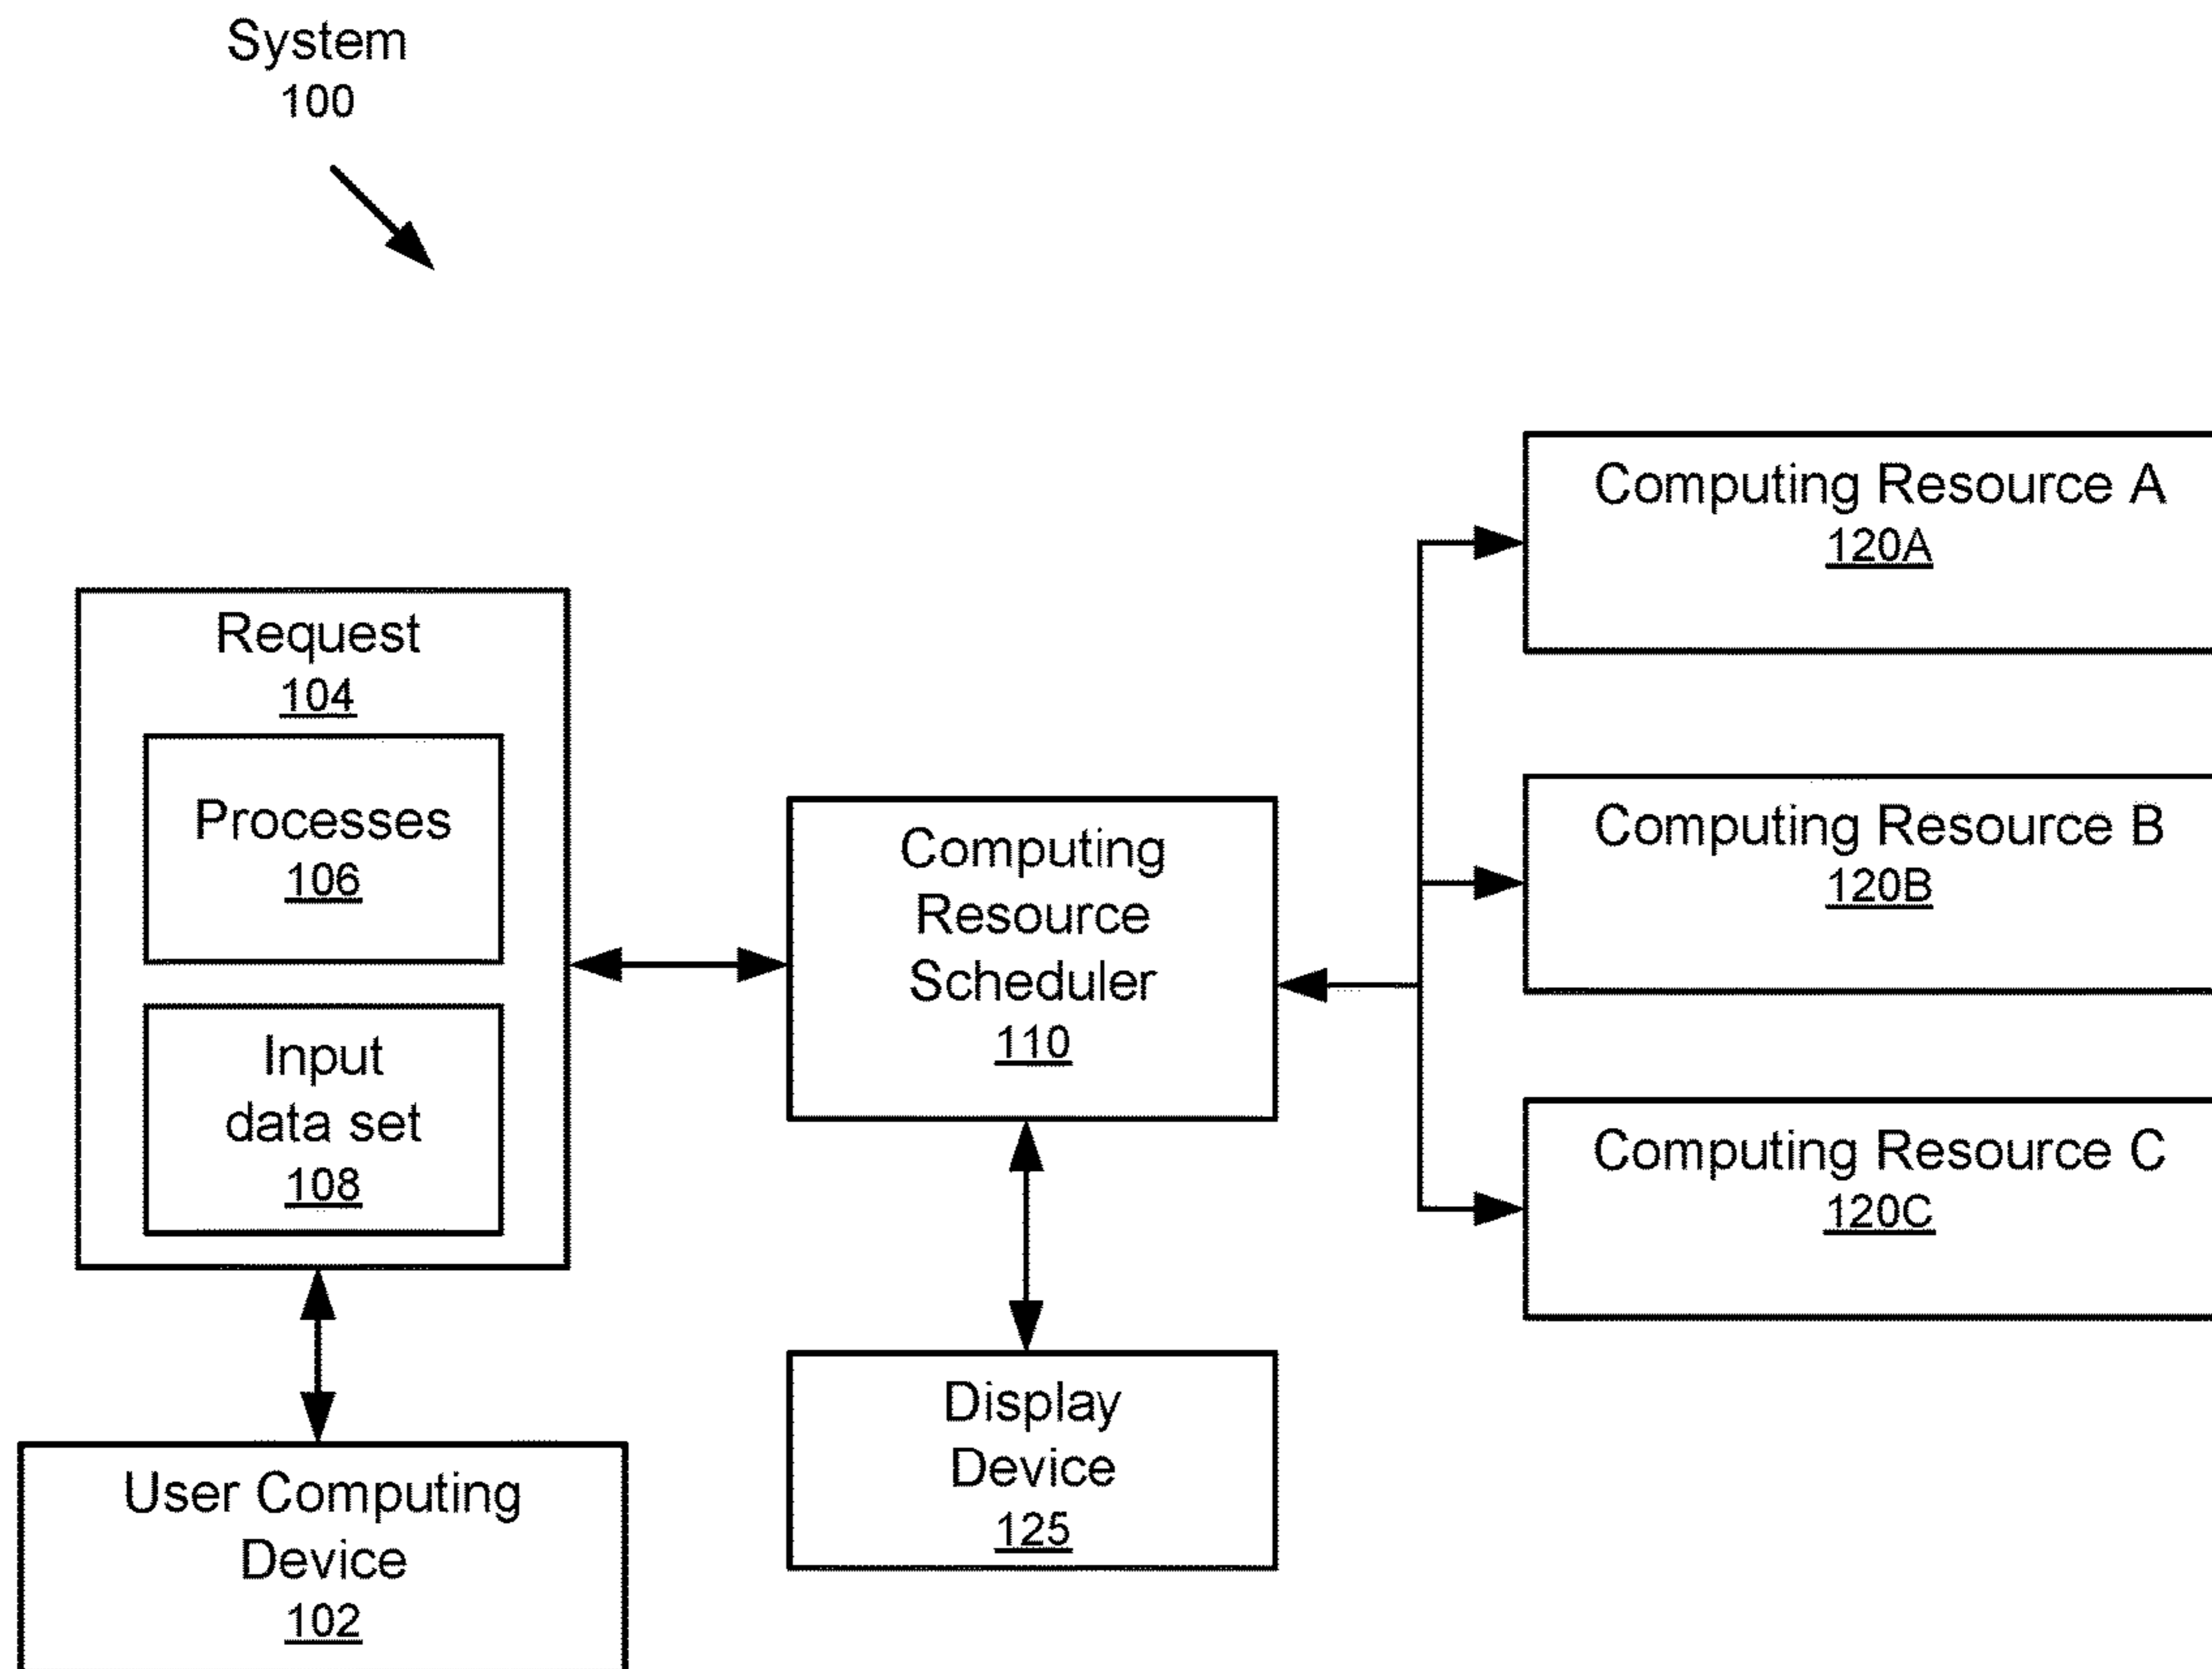 System
100
Request
104
Processes
106
Input
data set
108
User Computing
Device
102
Computing
Resource
Scheduler
110
Display
Device
125
Computing Resource A
120A
Computing Resource B
120B
Computing Resource C
120C